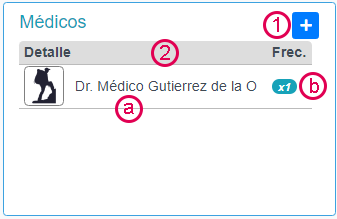 Médicos 1 +
Detalle 2 Frec.
Dr. Médico Gutierrez de la O x1 b
a